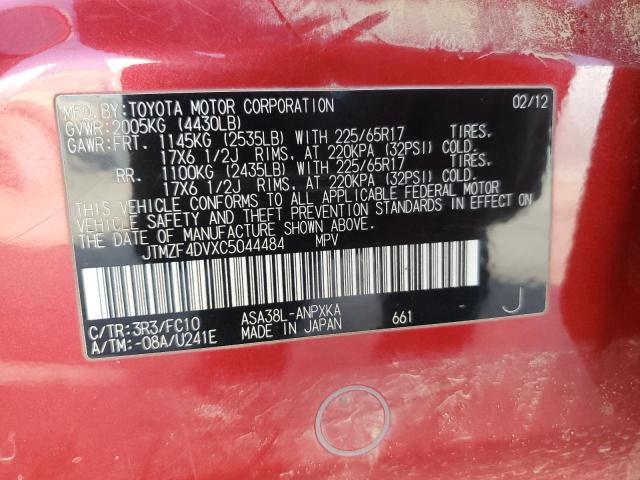 MFD. BY: TOYOTA MOTOR CORPORATION 02/12
GVWR: 2005KG (4430LB)
GAWR: FRT. 1145KG (2535LB) WITH 225/65R17 TIRES,
17X6 1/2J RIMS, AT 220KPA (32PSI) COLD.
RR. 1100KG (2435LB) WITH 225/65R17 TIRES,
17X6 1/2J RIMS, AT 220KPA (32PSI) COLD.
THIS VEHICLE CONFORMS TO ALL APPLICABLE FEDERAL MOTOR
VEHICLE SAFETY AND THEFT PREVENTION STANDARDS IN EFFECT ON
THE DATE OF MANUFACTURE SHOWN ABOVE.
JTMZF4DVXC5044484 MPV
C/TR: 3R3/FC10 ASA38L-ANPXKA 661 J
A/TM: -08A/U241E MADE IN JAPAN